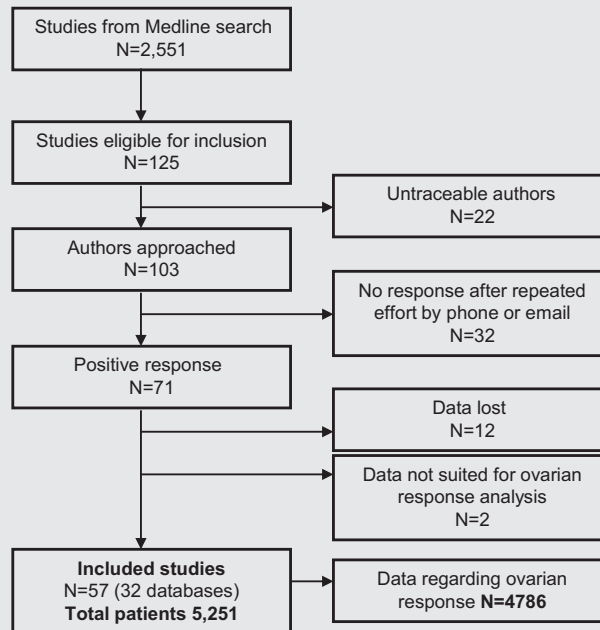 Studies from Medline search
N=2,551
Studies eligible for inclusion
N=125
Untraceable authors
N=22
Authors approached
N=103
No response after repeated
effort by phone or email
N=32
Positive response
N=71
Data lost
N=12
Data not suited for ovarian
response analysis
N=2
Included studies
N=57 (32 databases)
Total patients 5,251
Data regarding ovarian
response N=4786